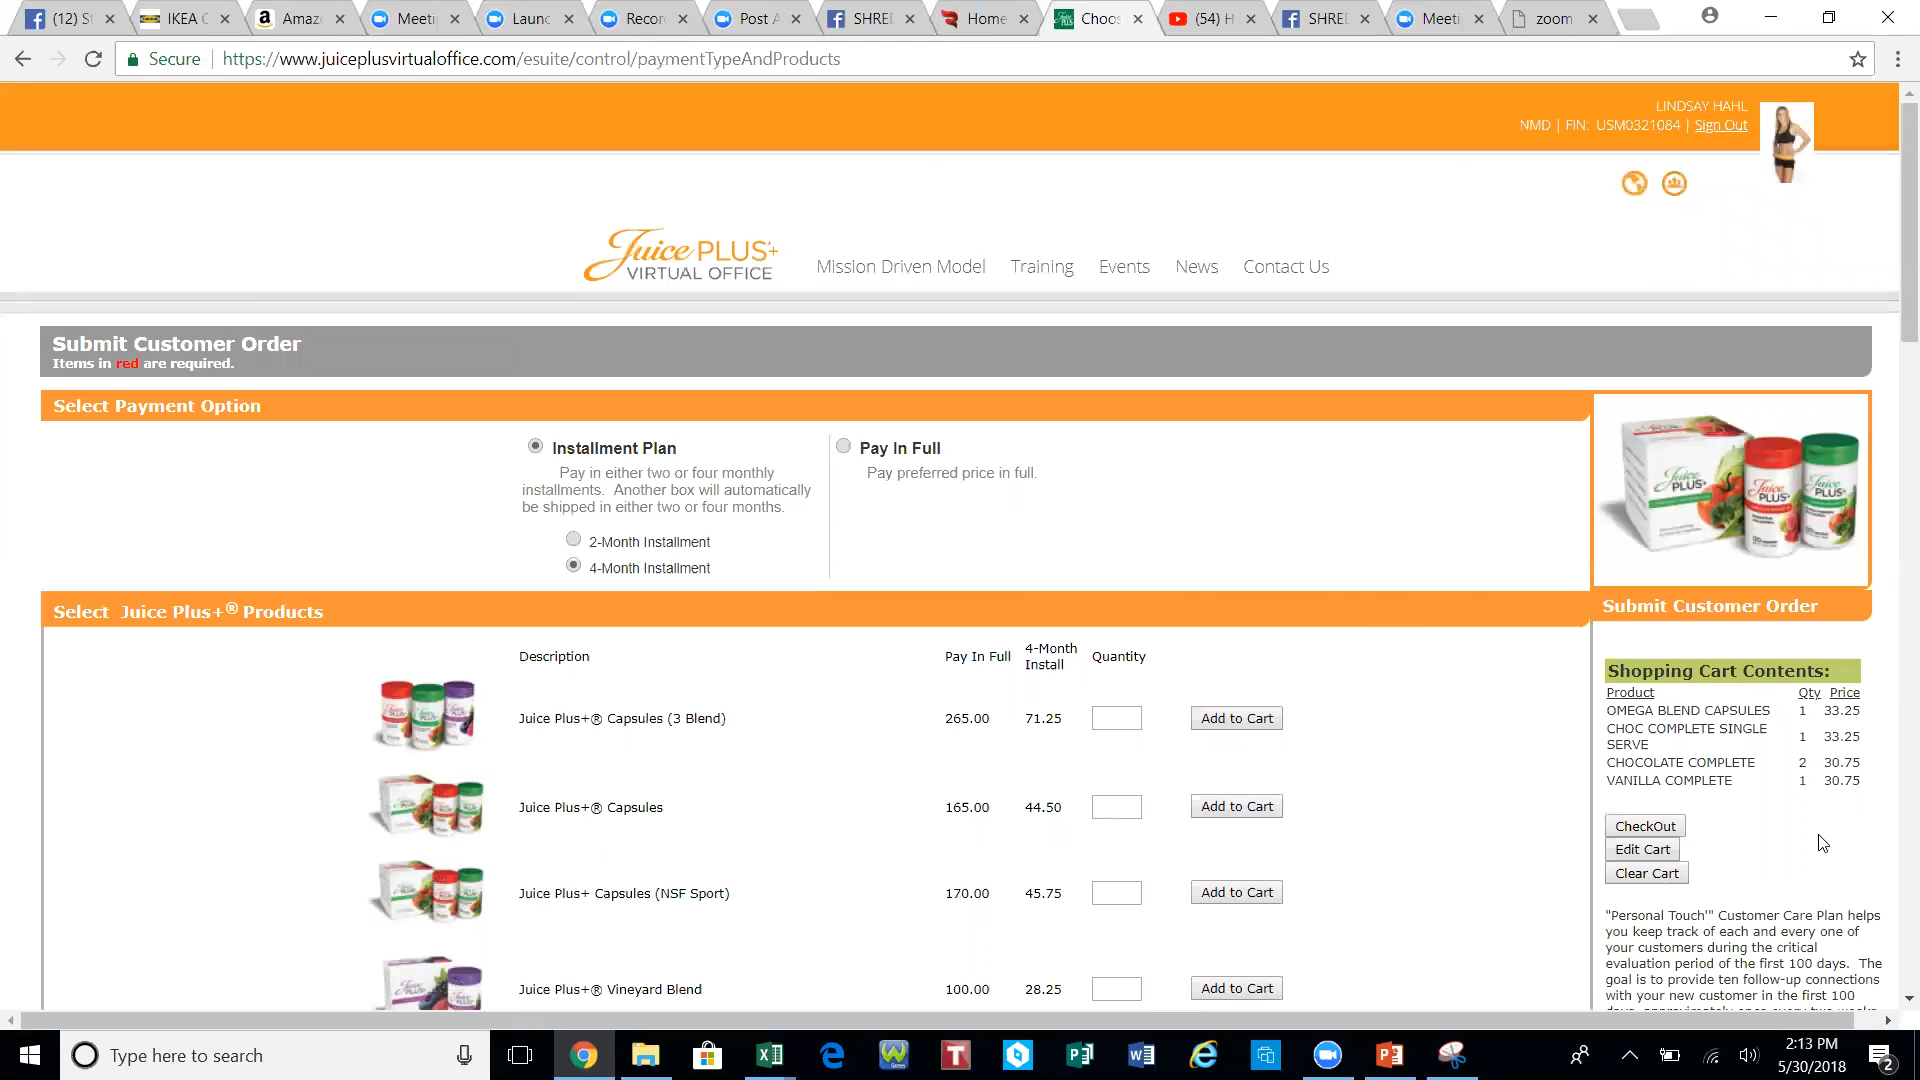 (12) St
IKEA C
Amaz
Meeti
Launc
Recor
Post A
SHRE
Home
Choos
(54) H
SHRE
Meeti
zoom
Secure
https://www.juiceplusvirtualoffice.com/esuite/control/paymentTypeAndProducts
LINDSAY HAHL
NMD | FIN: USM0321084 | Sign Out
Juice PLUS+
VIRTUAL OFFICE
Mission Driven Model Training Events News Contact Us
Submit Customer Order
Items in red are required.
Select Payment Option
Installment Plan
Pay in either two or four monthly
installments. Another box will automatically
be shipped in either two or four months.
2-Month Installment
4-Month Installment
Pay In Full
Pay preferred price in full.
Select Juice Plus+® Products
Description Pay In Full 4-Month Install Quantity
Juice Plus+® Capsules (3 Blend) 265.00 71.25 Add to Cart
Juice Plus+® Capsules 165.00 44.50 Add to Cart
Juice Plus+ Capsules (NSF Sport) 170.00 45.75 Add to Cart
Juice Plus+® Vineyard Blend 100.00 28.25 Add to Cart
Submit Customer Order
Shopping Cart Contents:
Product Qty Price
OMEGA BLEND CAPSULES 1 33.25
CHOC COMPLETE SINGLE SERVE 1 33.25
CHOCOLATE COMPLETE 2 30.75
VANILLA COMPLETE 1 30.75
CheckOut
Edit Cart
Clear Cart
"Personal Touch'" Customer Care Plan helps
you keep track of each and every one of
your customers during the critical
evaluation period of the first 100 days. The
goal is to provide ten follow-up connections
with your new customer in the first 100
Type here to search
2:13 PM
5/30/2018
2